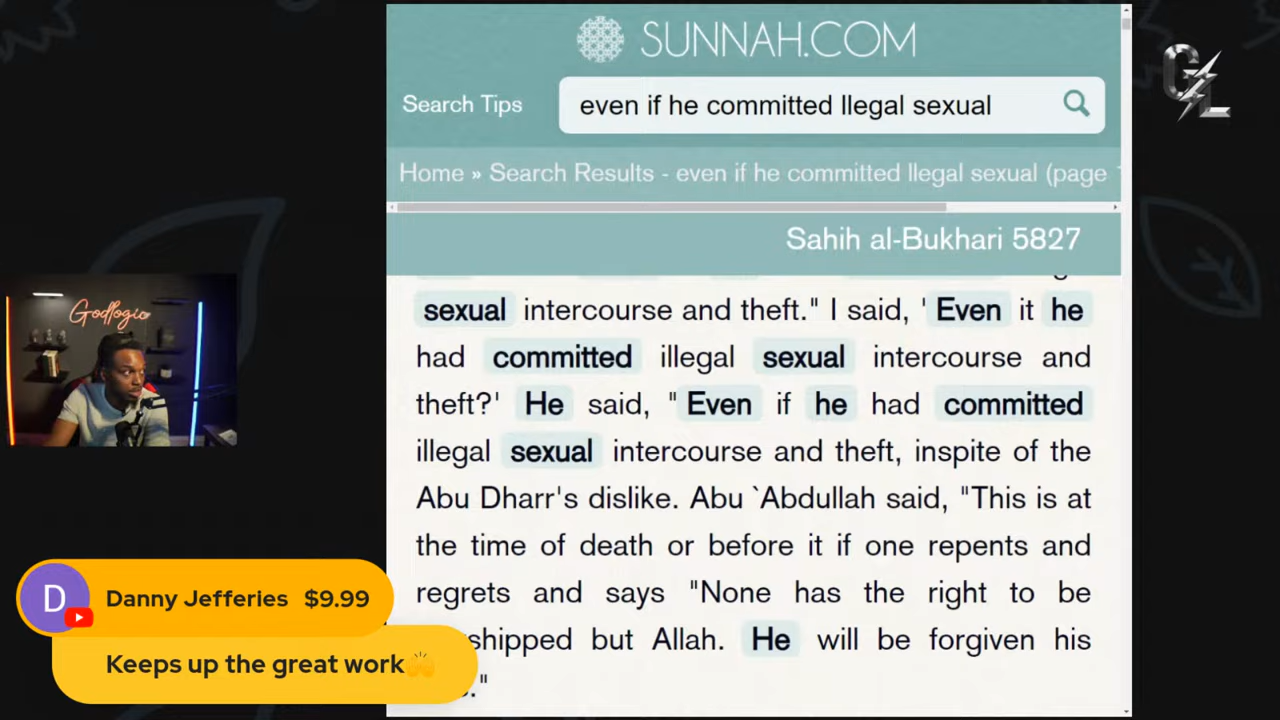 SUNNAH.COM
Search Tips
even if he committed Ilegal sexual
Home » Search Results - even if he committed Ilegal sexual (page
Sahih al-Bukhari 5827
sexual intercourse and theft." I said, 'Even it he
had committed illegal sexual intercourse and
theft?' He said, "Even if he had committed
illegal sexual intercourse and theft, inspite of the
Abu Dharr's dislike. Abu `Abdullah said, "This is at
the time of death or before it if one repents and
regrets and says "None has the right to be
shipped but Allah. He will be forgiven his
."
GL
Godlogic
D
Danny Jefferies $9.99
Keeps up the great work🙌